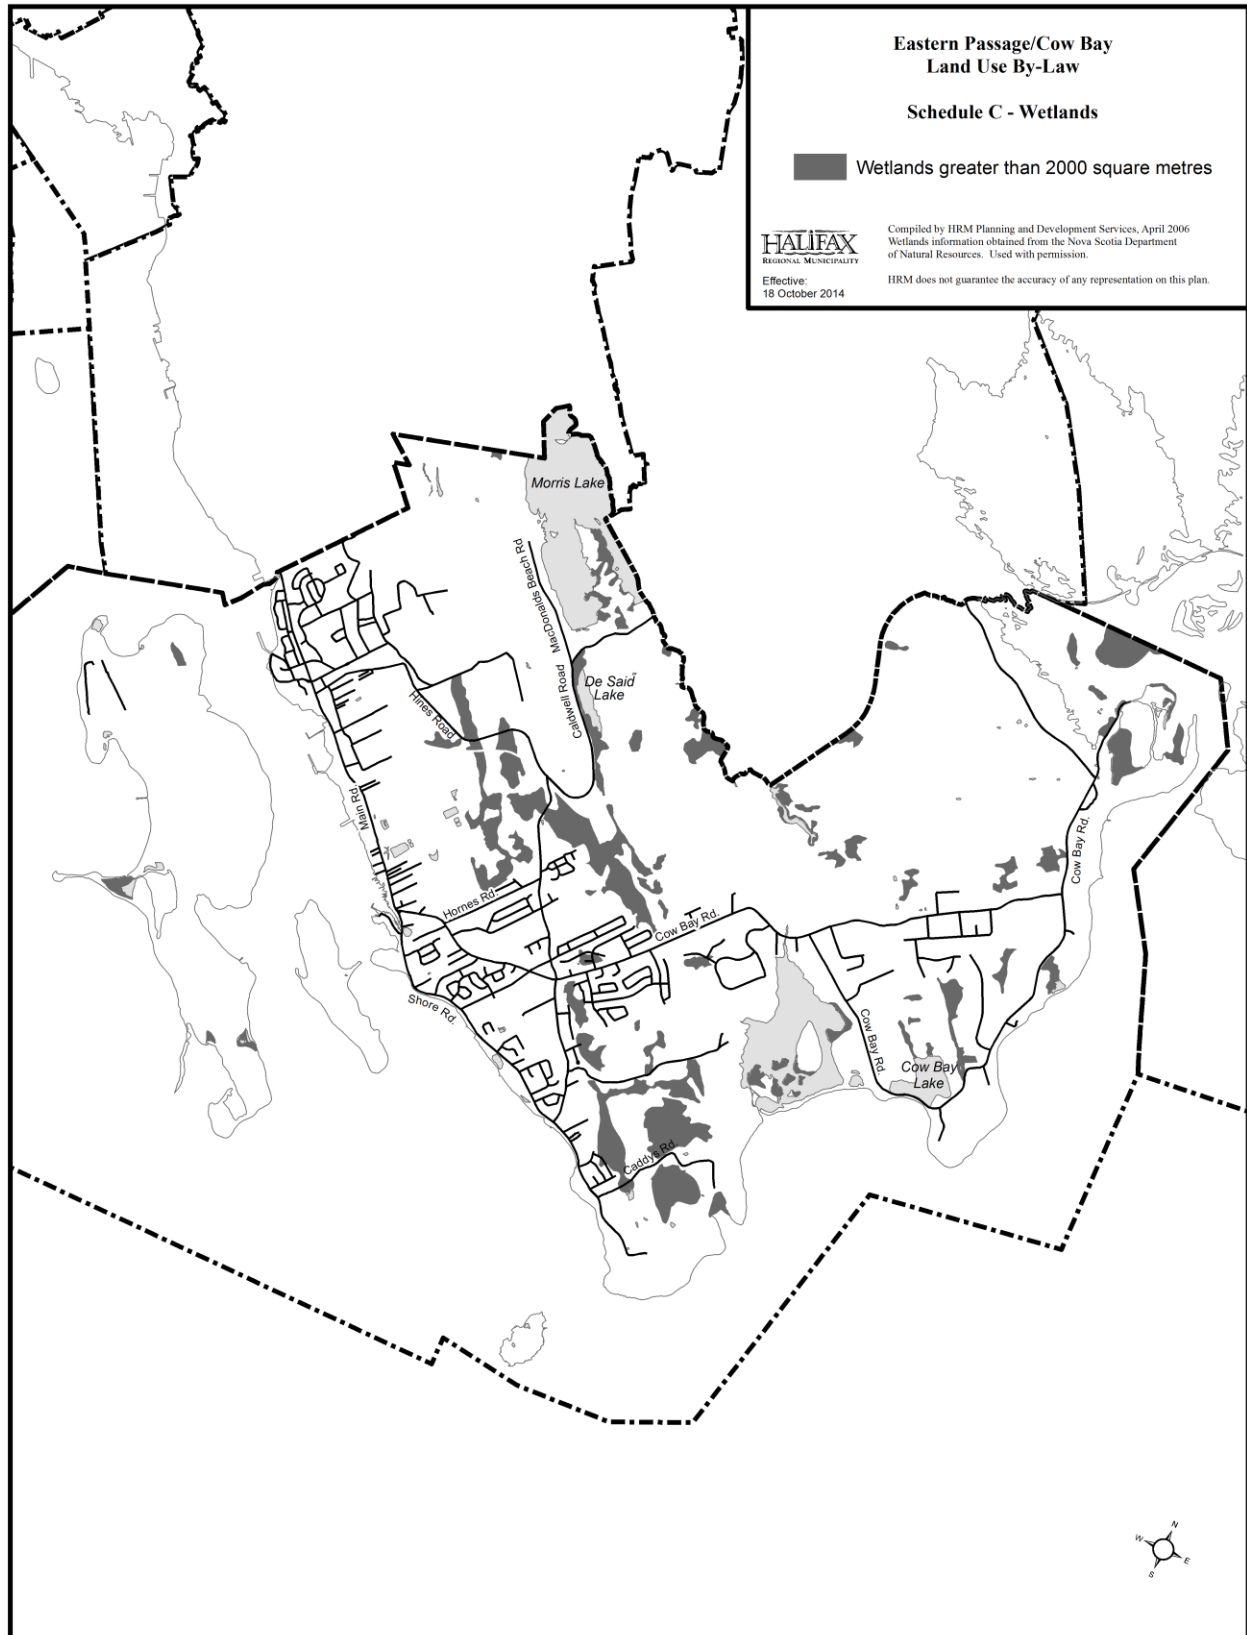 Eastern Passage/Cow Bay
Land Use By-Law
Schedule C - Wetlands
Wetlands greater than 2000 square metres
HALIFAX
REGIONAL MUNICIPALITY
Effective:
18 October 2014
Compiled by HRM Planning and Development Services, April 2006
Wetlands information obtained from the Nova Scotia Department
of Natural Resources.  Used with permission.
HRM does not guarantee the accuracy of any representation on this plan.
Morris Lake
MacDonalds Beach Rd
Caldwell Road
De Said
Lake
Hines Road
Main Rd.
Hornes Rd.
Cow Bay Rd.
Cow Bay Rd.
Shore Rd.
Cow Bay Rd.
Cow Bay
Lake
Caddys Rd.
N
W
E
S